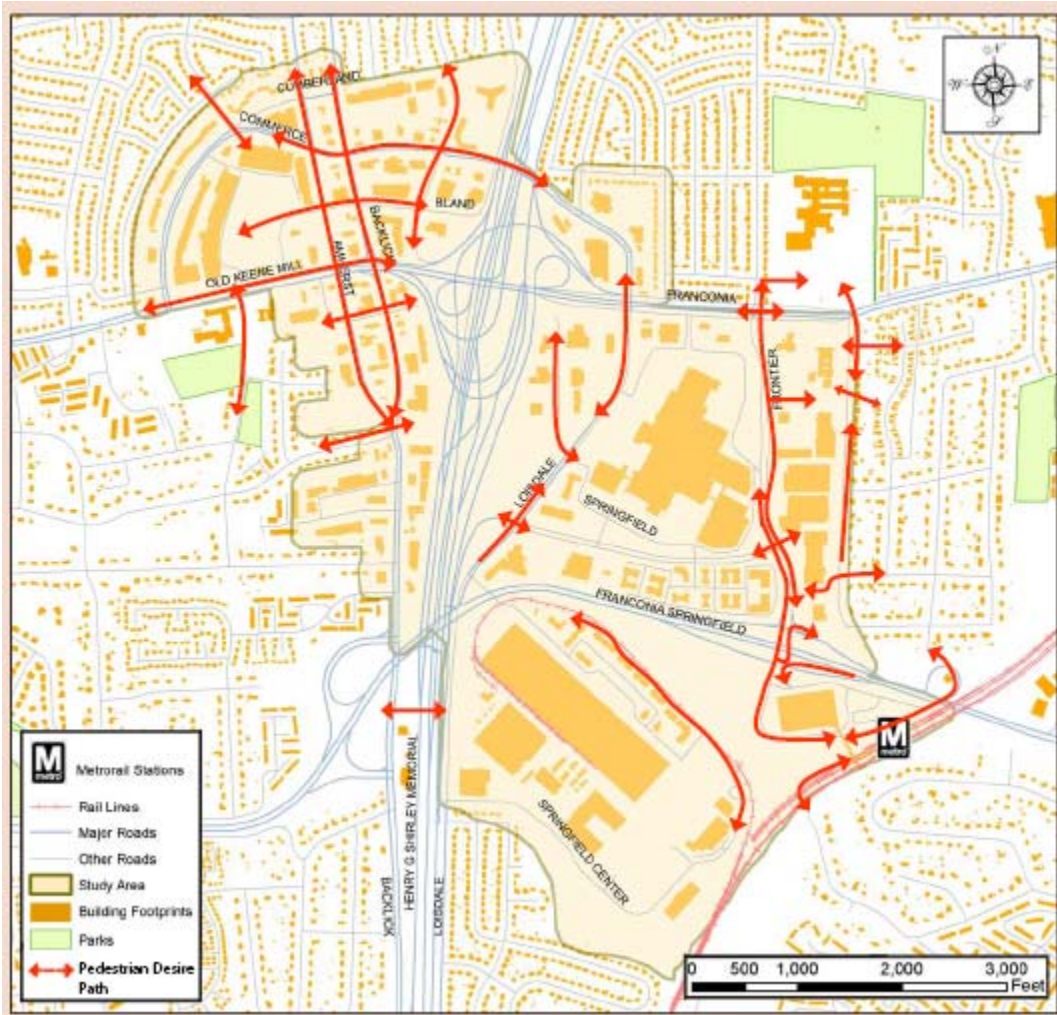 N
W E
S
CUMBERLAND
COMMERCE
BLAND
BACKLICK
AMHERST
OLD KEENE MILL
FRANCONIA
FRONTIER
LOISDALE
SPRINGFIELD
FRANCONIA SPRINGFIELD
M
SPRINGFIELD CENTER
BACKLICK
HENRY G SHIRLEY MEMORIAL
LOISDALE
M
metro
Metrorail Stations
Rail Lines
Major Roads
Other Roads
Study Area
Building Footprints
Parks
Pedestrian Desire
Path
0 500 1,000 2,000 3,000
Feet